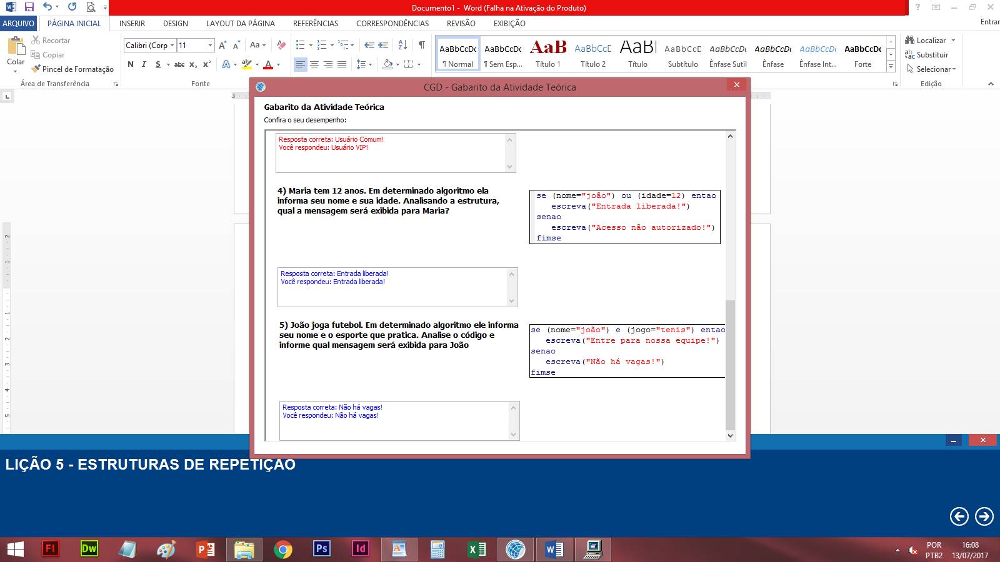 Documento1 - Word (Falha na Ativação do Produto)
ARQUIVO PÁGINA INICIAL INSERIR DESIGN LAYOUT DA PÁGINA REFERÊNCIAS CORRESPONDÊNCIAS REVISÃO EXIBIÇÃO Entrar
Colar
Recortar
Copiar
Pincel de Formatação
Área de Transferência
Calibri (Corp 11
N I S abc x₂ x²
Fonte
AaBbCcDc AaBbCcDc AaB AaBbCcD AaBl AaBbCcD AaBbCcDc AaBbCcDc AaBbCcDc AaBbCcDc
¶ Normal ¶ Sem Esp... Título 1 Título 2 Título Subtítulo Ênfase Sutil Ênfase Ênfase Int... Forte
Localizar
Substituir
Selecionar
Edição
CGD - Gabarito da Atividade Teórica
Gabarito da Atividade Teórica
Confira o seu desempenho:
Resposta correta: Usuário Comum!
Você respondeu: Usuário VIP!
4) Maria tem 12 anos. Em determinado algoritmo ela
informa seu nome e sua idade. Analisando a estrutura,
qual a mensagem será exibida para Maria?
se (nome="joão") ou (idade=12) entao
escreva("Entrada liberada!")
senao
escreva("Acesso não autorizado!")
fimse
Resposta correta: Entrada liberada!
Você respondeu: Entrada liberada!
5) João joga futebol. Em determinado algoritmo ele informa
seu nome e o esporte que pratica. Analise o código e
informe qual mensagem será exibida para João
se (nome="joão") e (jogo="tenis") entao
escreva("Entre para nossa equipe!")
senao
escreva("Não há vagas!")
fimse
Resposta correta: Não há vagas!
Você respondeu: Não há vagas!
LIÇÃO 5 - ESTRUTURAS DE REPETIÇÃO
POR
PTB2
16:08
13/07/2017